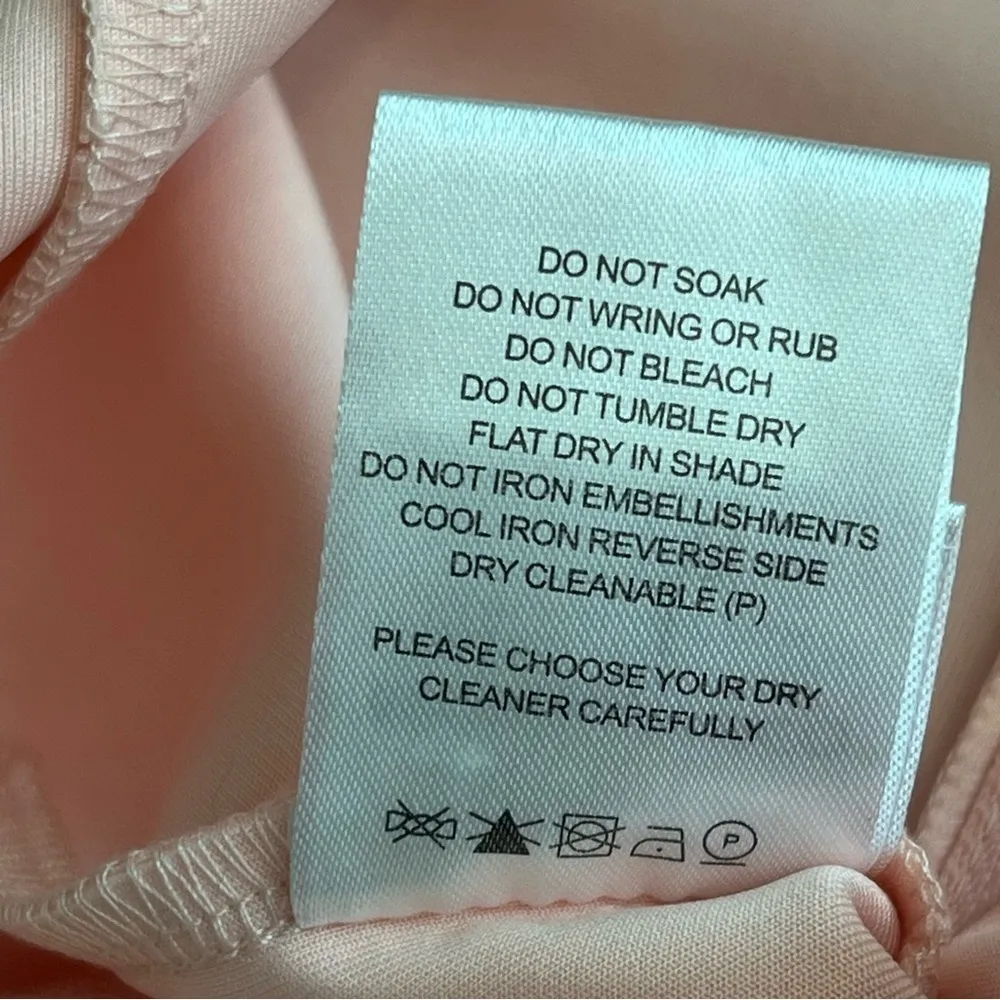 DO NOT SOAK
DO NOT WRING OR RUB
DO NOT BLEACH
DO NOT TUMBLE DRY
FLAT DRY IN SHADE
DO NOT IRON EMBELLISHMENTS
COOL IRON REVERSE SIDE
DRY CLEANABLE (P)
PLEASE CHOOSE YOUR DRY
CLEANER CAREFULLY
P